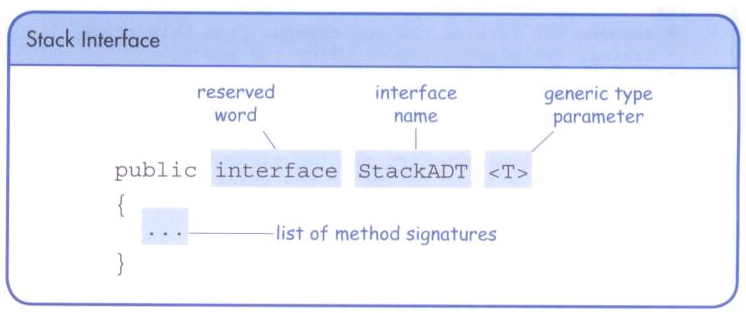 Stack Interface
reserved word
interface name
generic type parameter
public interface StackADT <T>
{
... list of method signatures
}